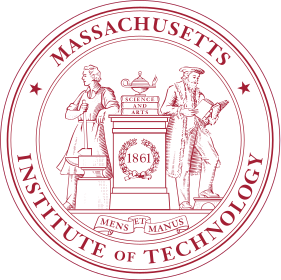 MASSACHUSETTS
SCIENCE
AND
ARTS
1861
MENS ET MANUS
INSTITUTE OF TECHNOLOGY